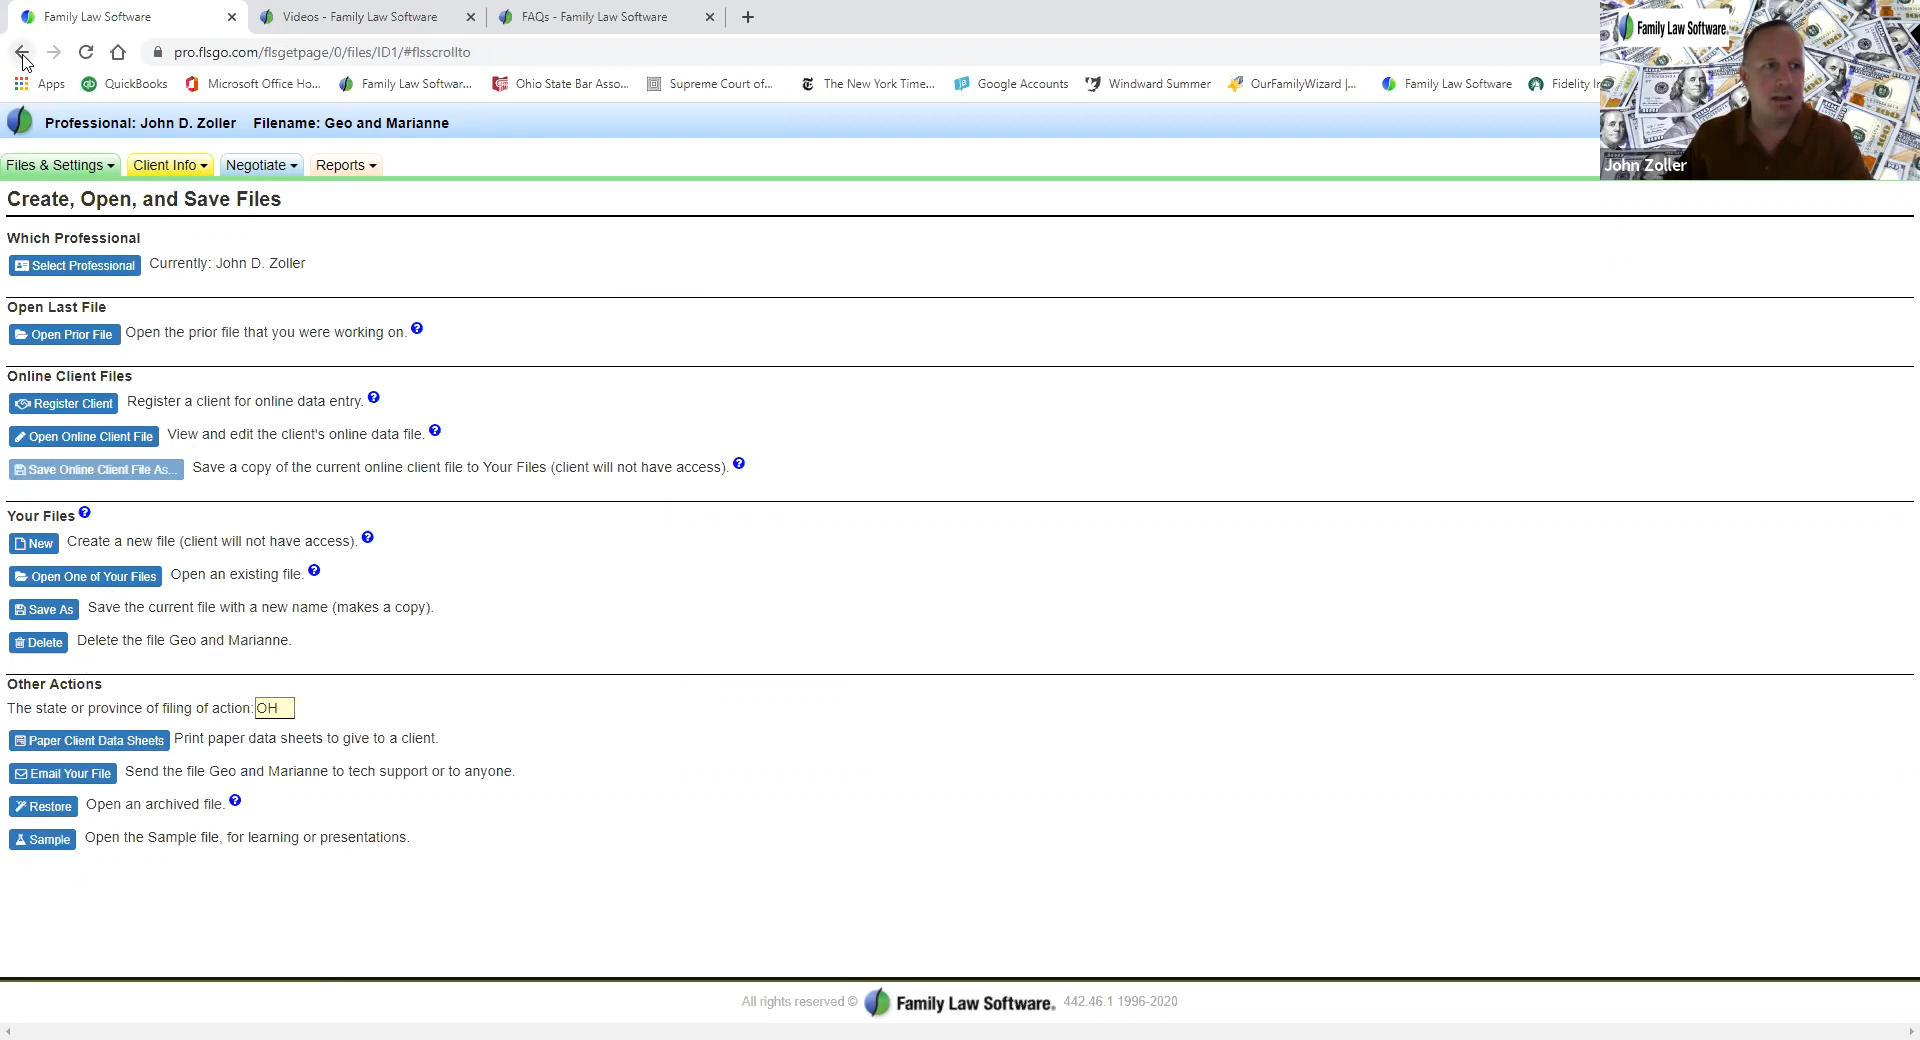 Family Law Software
Videos - Family Law Software
FAQs - Family Law Software
pro.flsgo.com/flsgetpage/0/files/ID1/#flsscrollto
Apps
QuickBooks
Microsoft Office Ho...
Family Law Softwar...
Ohio State Bar Asso...
Supreme Court of...
The New York Time...
Google Accounts
Windward Summer
OurFamilyWizard |...
Family Law Software
Fidelity In
Family Law Software.
John Zoller
Professional: John D. Zoller Filename: Geo and Marianne
Files & Settings
Client Info
Negotiate
Reports
Create, Open, and Save Files
Which Professional
Select Professional Currently: John D. Zoller
Open Last File
Open Prior File Open the prior file that you were working on. ?
Online Client Files
Register Client Register a client for online data entry. ?
Open Online Client File View and edit the client's online data file. ?
Save Online Client File As... Save a copy of the current online client file to Your Files (client will not have access). ?
Your Files ?
New Create a new file (client will not have access). ?
Open One of Your Files Open an existing file. ?
Save As Save the current file with a new name (makes a copy).
Delete Delete the file Geo and Marianne.
Other Actions
The state or province of filing of action: OH
Paper Client Data Sheets Print paper data sheets to give to a client.
Email Your File Send the file Geo and Marianne to tech support or to anyone.
Restore Open an archived file. ?
Sample Open the Sample file, for learning or presentations.
All rights reserved © Family Law Software. 442.46.1 1996-2020